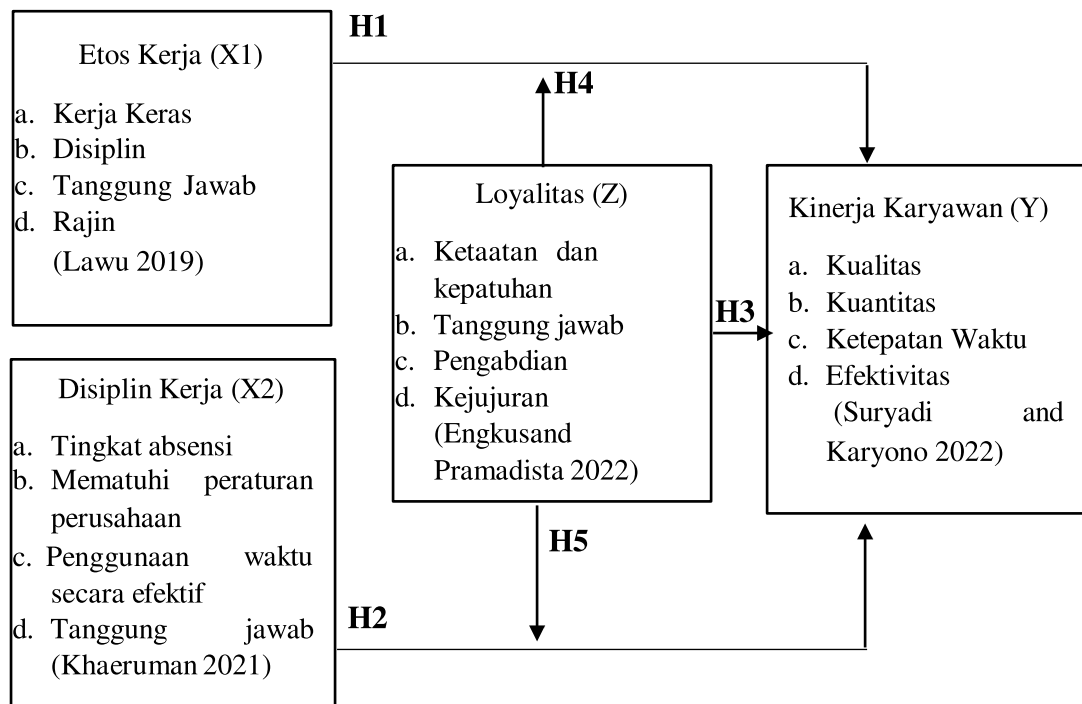 H1
Etos Kerja (X1)
a. Kerja Keras
b. Disiplin
c. Tanggung Jawab
d. Rajin
(Lawu 2019)
H4
Loyalitas (Z)
a. Ketaatan dan
kepatuhan
b. Tanggung jawab
c. Pengabdian
d. Kejujuran
(Engkusand
Pramadista 2022)
H3
Kinerja Karyawan (Y)
a. Kualitas
b. Kuantitas
c. Ketepatan Waktu
d. Efektivitas
(Suryadi and
Karyono 2022)
Disiplin Kerja (X2)
a. Tingkat absensi
b. Mematuhi peraturan
perusahaan
c. Penggunaan waktu
secara efektif
d. Tanggung jawab
(Khaeruman 2021)
H5
H2